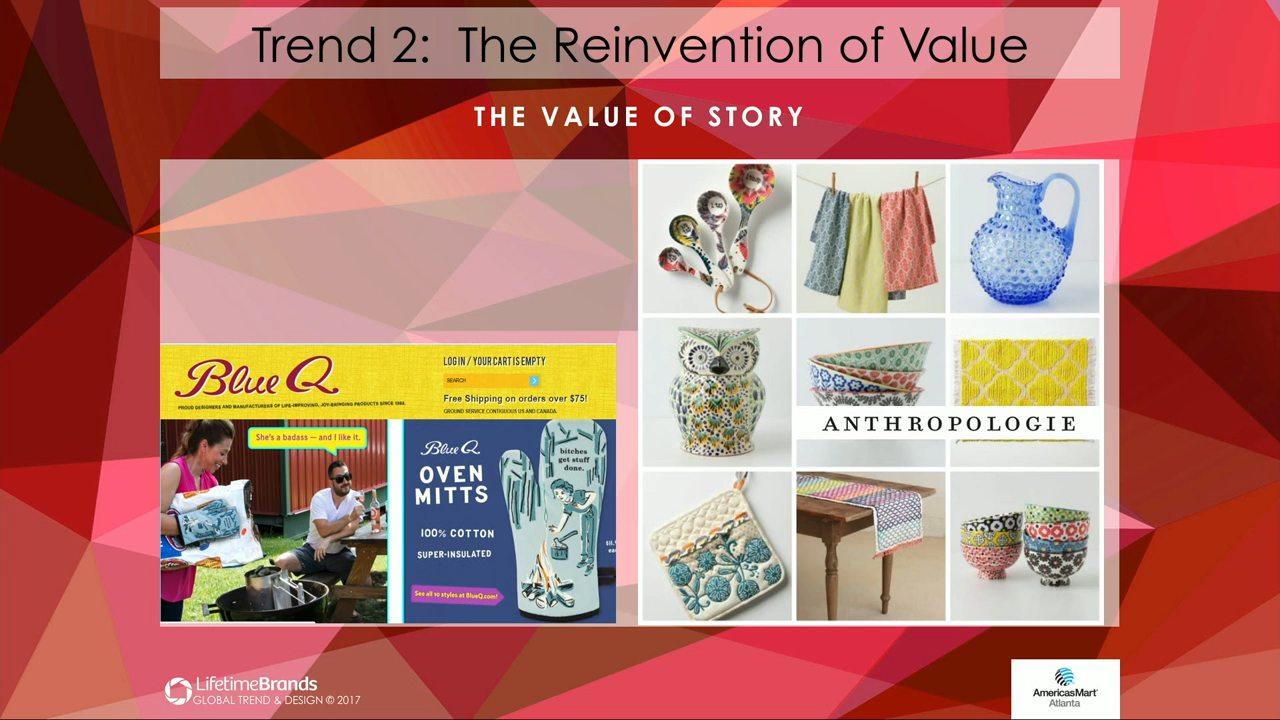 Trend 2: The Reinvention of Value
THE VALUE OF STORY
Blue Q.
PROUD DESIGNERS AND MANUFACTURERS OF LIFE-IMPROVING, JOY-BRINGING PRODUCTS SINCE 1988.
LOG IN / YOUR CART IS EMPTY
SEARCH
Free Shipping on orders over $75!
GROUND SERVICE CONTIGUOUS US AND CANADA.
She's a badass — and I like it.
Blue Q
OVEN
MITTS
100% COTTON
SUPER-INSULATED
See all 10 styles at BlueQ.com!
bitches
get stuff
done.
ANTHROPOLOGIE
LifetimeBrands
GLOBAL TREND & DESIGN © 2017
AmericasMart
Atlanta